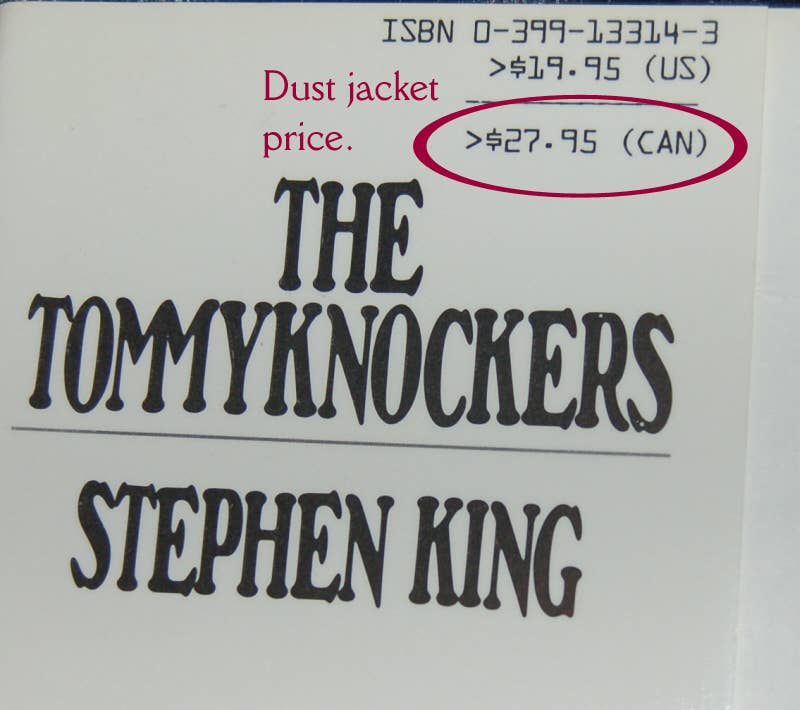 ISBN 0-399-13314-3
>$19.95 (US)
Dust jacket
price.
>$27.95 (CAN)
THE
TOMMYKNOCKERS
STEPHEN KING